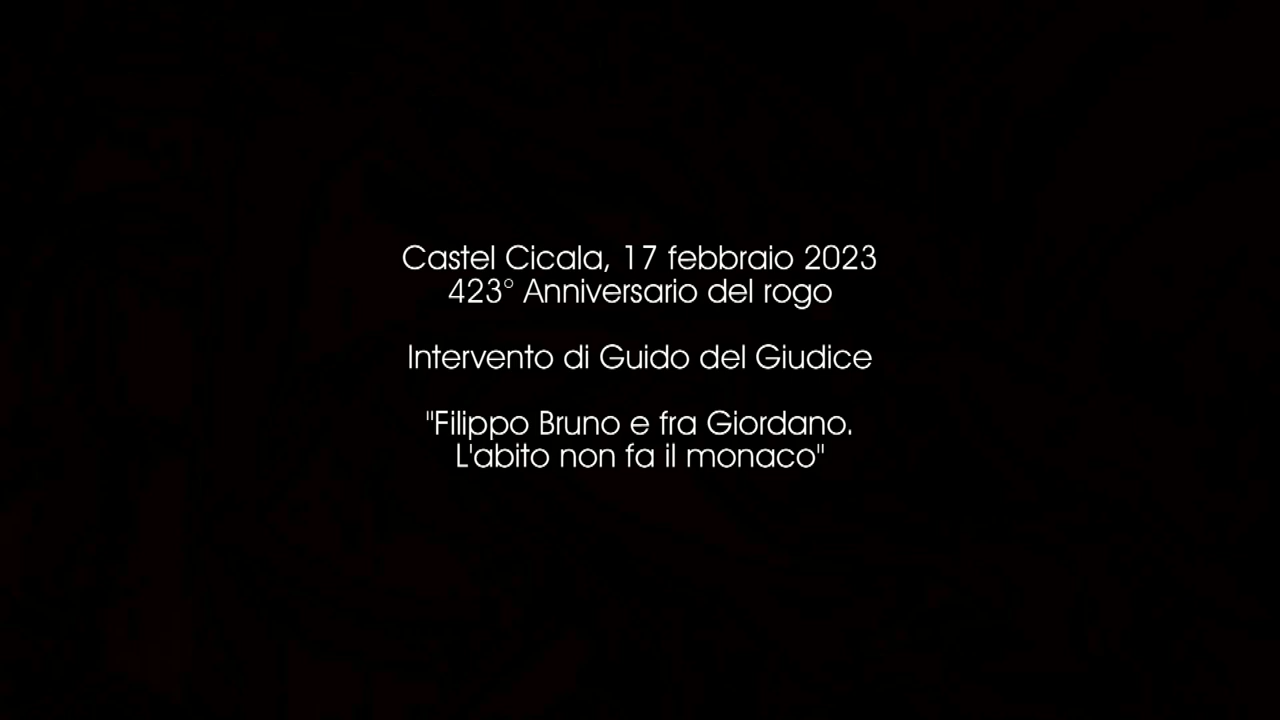 Castel Cicala, 17 febbraio 2023
423° Anniversario del rogo
Intervento di Guido del Giudice
"Filippo Bruno e fra Giordano.
L'abito non fa il monaco"